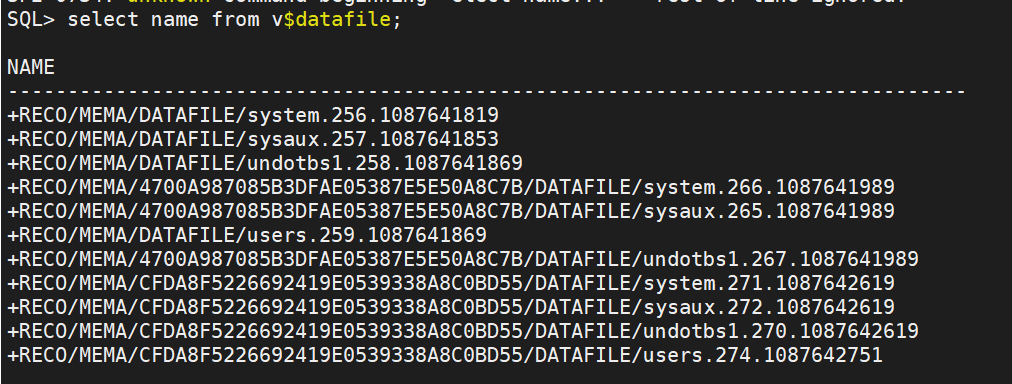 SQL> select name from v$datafile;
NAME
--------------------------------------------------------------------------------
+RECO/MEMA/DATAFILE/system.256.1087641819
+RECO/MEMA/DATAFILE/sysaux.257.1087641853
+RECO/MEMA/DATAFILE/undotbs1.258.1087641869
+RECO/MEMA/4700A987085B3DFAE05387E5E50A8C7B/DATAFILE/system.266.1087641989
+RECO/MEMA/4700A987085B3DFAE05387E5E50A8C7B/DATAFILE/sysaux.265.1087641989
+RECO/MEMA/DATAFILE/users.259.1087641869
+RECO/MEMA/4700A987085B3DFAE05387E5E50A8C7B/DATAFILE/undotbs1.267.1087641989
+RECO/MEMA/CFDA8F5226692419E0539338A8C0BD55/DATAFILE/system.271.1087642619
+RECO/MEMA/CFDA8F5226692419E0539338A8C0BD55/DATAFILE/sysaux.272.1087642619
+RECO/MEMA/CFDA8F5226692419E0539338A8C0BD55/DATAFILE/undotbs1.270.1087642619
+RECO/MEMA/CFDA8F5226692419E0539338A8C0BD55/DATAFILE/users.274.1087642751